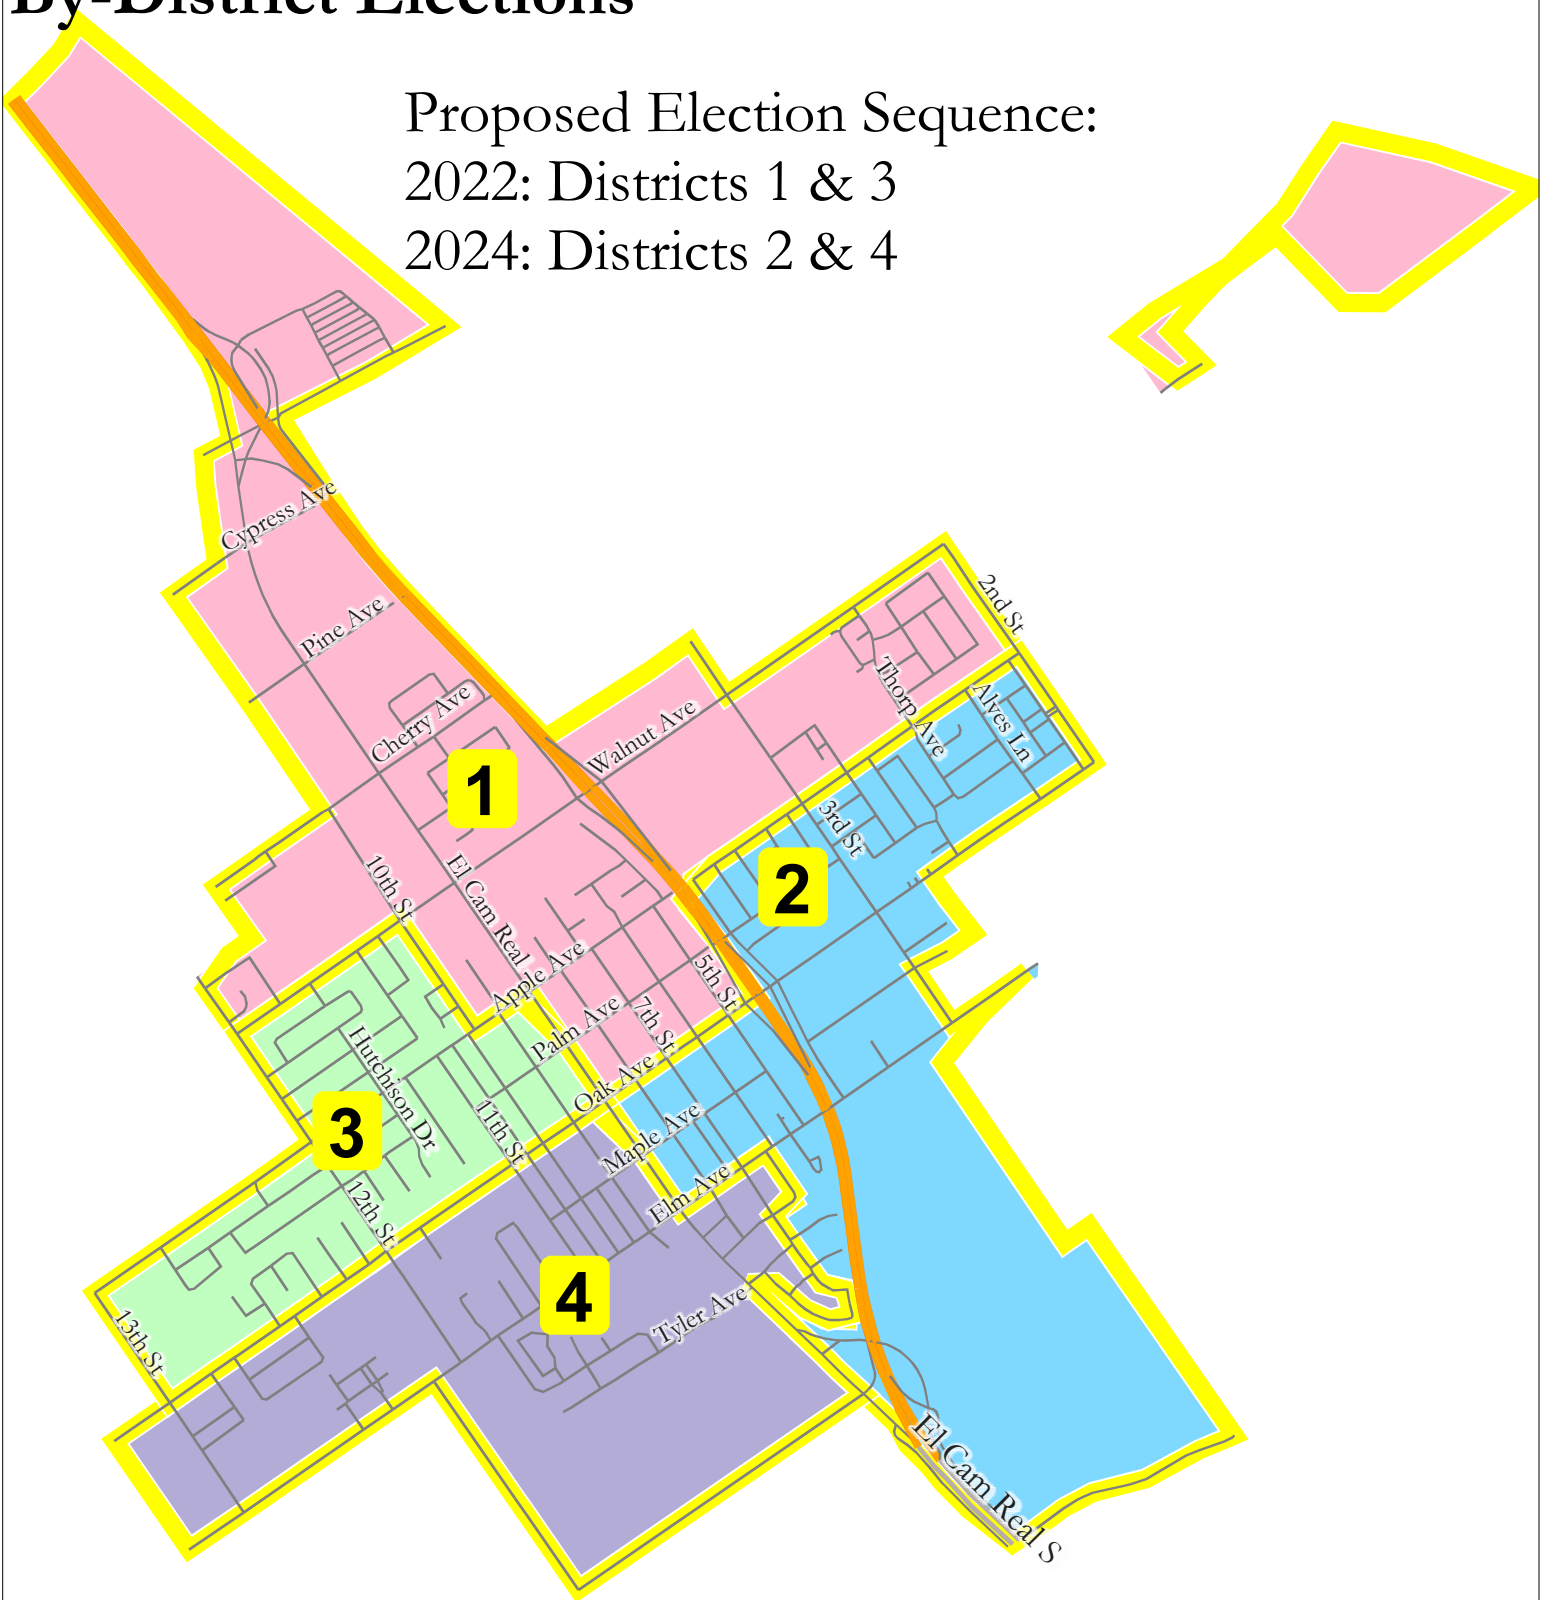 By-District Elections
Proposed Election Sequence:
2022: Districts 1 & 3
2024: Districts 2 & 4
Cypress Ave
2nd St
Pine Ave
Thorp Ave
Alves Ln
Cherry Ave
Walnut Ave
1
3rd St
2
10th St
El Cam Real
Apple Ave
5th St
Palm Ave
7th St
Hutchison Dr
Oak Ave
3
11th St
Maple Ave
12th St
Elm Ave
4
13th St
Tyler Ave
El Cam Real S